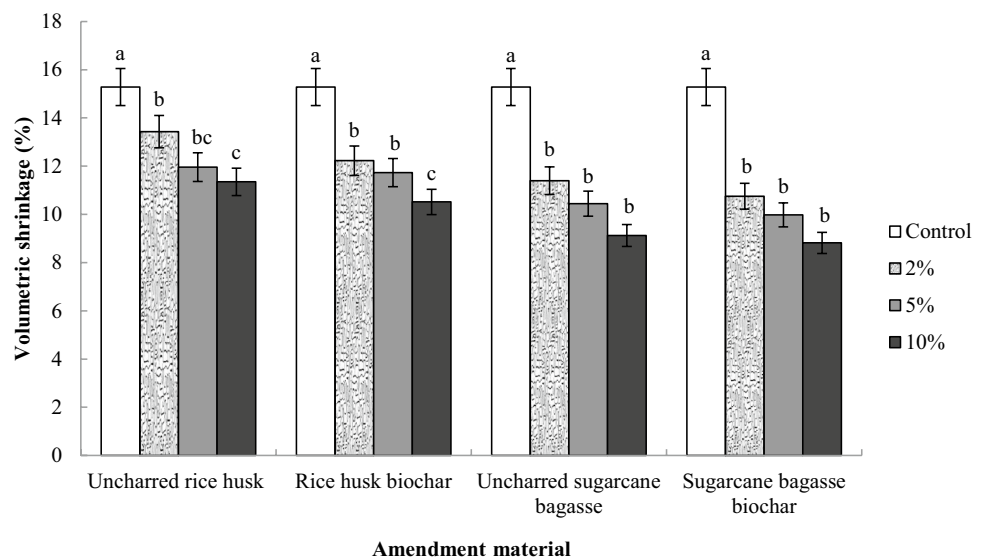 18
16
14
12
10
8
6
4
2
0
Volumetric shrinkage (%)
a
b
bc
c
a
b
b
c
a
b
b
b
a
b
b
b
Control
2%
5%
10%
Uncharred rice husk
Rice husk biochar
Uncharred sugarcane
bagasse
Sugarcane bagasse
biochar
Amendment material